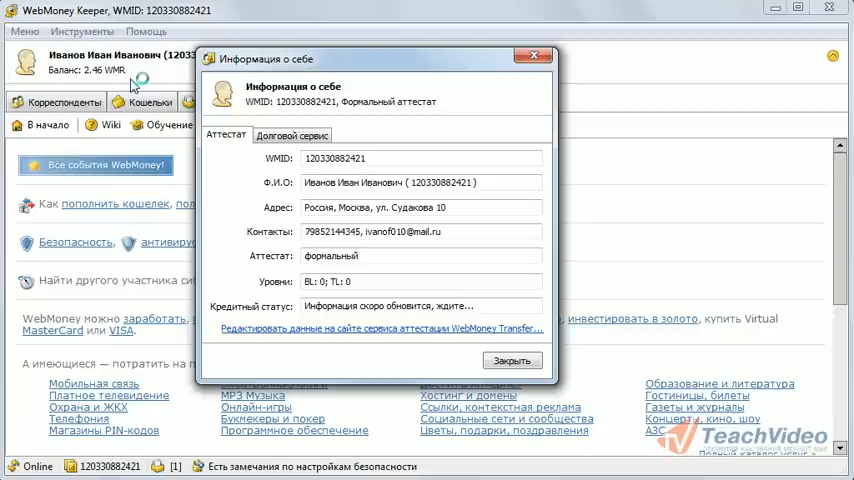 WebMoney Keeper, WMID: 120330882421
Меню Инструменты Помощь
Иванов Иван Иванович (12033
Баланс: 2.46 WMR
Корреспонденты Кошельки
В начало Wiki Обучение
Все события WebMoney!
Как пополнить кошелек, пол
Безопасность, антивиру
Найти другого участника си
WebMoney можно заработать, инвестировать в золото, купить Virtual
MasterCard или VISA.
А имеющиеся — потратить на
Мобильная связь
Платное телевидение
Охрана и ЖКХ
Телефония
Магазины PIN-кодов
MP3 Музыка
Онлайн-игры
Букмекеры и покер
Программное обеспечение
Хостинг и домены
Ссылки, контекстная реклама
Социальные сети и сообщества
Цветы, подарки, поздравления
Образование и литература
Гостиницы, билеты
Газеты и журналы
Концерты, кино, шоу
АЗС
Информация о себе
Информация о себе
WMID: 120330882421, Формальный аттестат
Аттестат Долговой сервис
WMID: 120330882421
Ф.И.О: Иванов Иван Иванович ( 120330882421 )
Адрес: Россия, Москва, ул. Судакова 10
Контакты: 79852144345, ivanof010@mail.ru
Аттестат: формальный
Уровни: BL: 0; TL: 0
Кредитный статус: Информация скоро обновится, ждите...
Редактировать данные на сайте сервиса аттестации WebMoney Transfer...
Закрыть
TeachVideo
Online 120330882421 [1] Есть замечания по настройкам безопасности